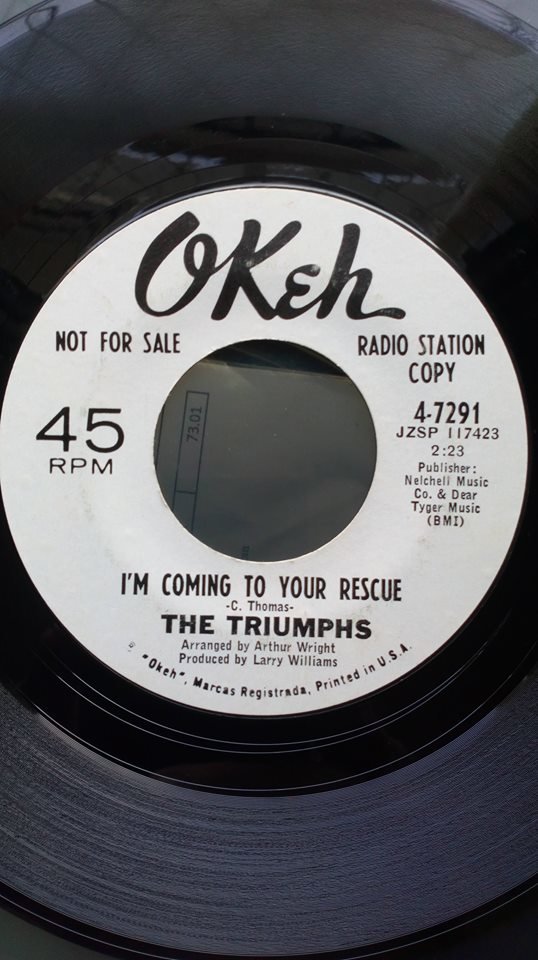 OKeh
NOT FOR SALE
RADIO STATION
COPY
45
RPM
4-7291
JZSP 117423
2:23
Publisher:
Nelchell Music
Co. & Dear
Tyger Music
(BMI)
73.01
I'M COMING TO YOUR RESCUE
-C. Thomas-
THE TRIUMPHS
Arranged by Arthur Wright
Produced by Larry Williams
"Okeh", Marcas Registrada, Printed in U.S.A.